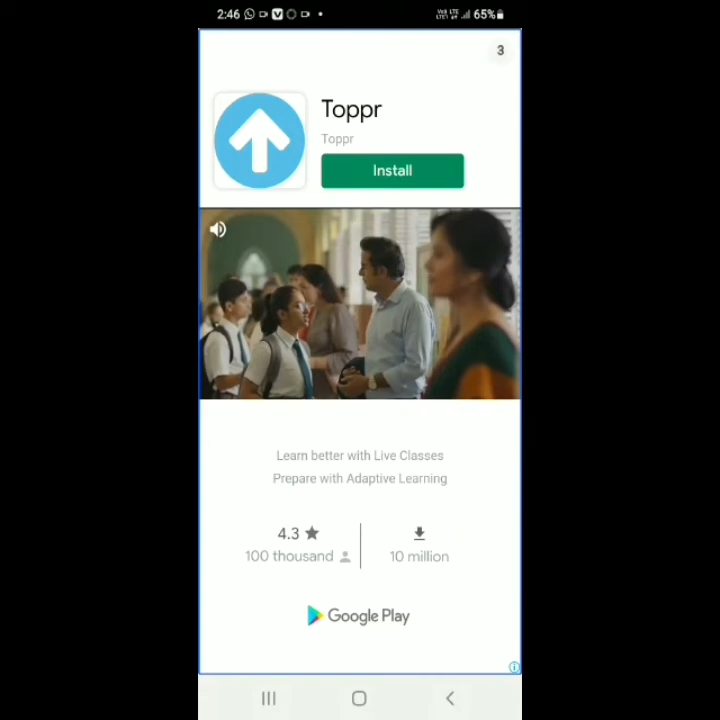 2:46
65%
3
Toppr
Toppr
Install
Learn better with Live Classes
Prepare with Adaptive Learning
4.3
100 thousand
10 million
Google Play